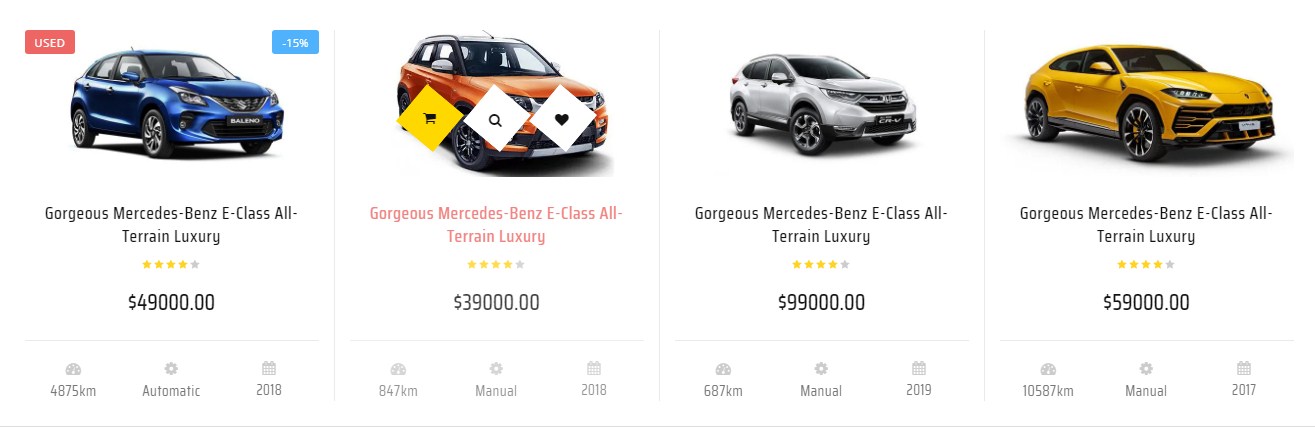 USED
-15%
BALENO
Gorgeous Mercedes-Benz E-Class All-
Terrain Luxury
$49000.00
4875km
Automatic
2018
Gorgeous Mercedes-Benz E-Class All-
Terrain Luxury
$39000.00
847km
Manual
2018
CR-V
Gorgeous Mercedes-Benz E-Class All-
Terrain Luxury
$99000.00
687km
Manual
2019
Gorgeous Mercedes-Benz E-Class All-
Terrain Luxury
$59000.00
10587km
Manual
2017